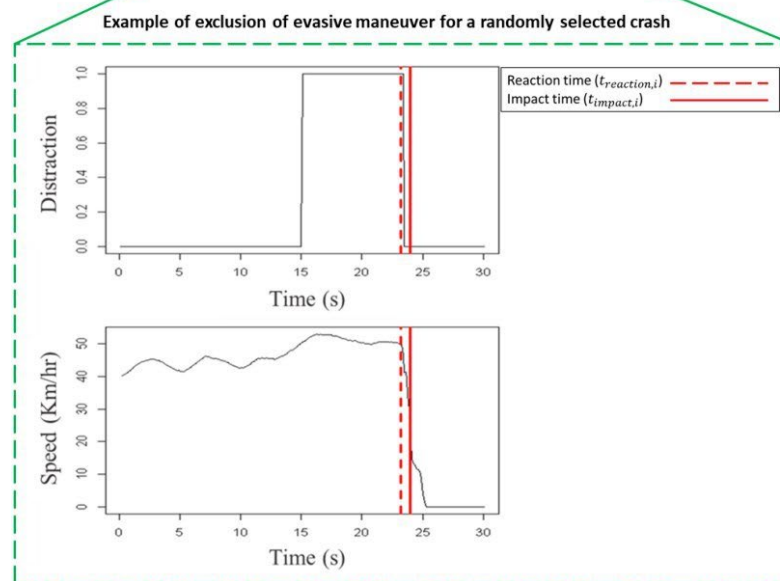 Example of exclusion of evasive maneuver for a randomly selected crash
Reaction time (t_reaction,i)
Impact time (t_impact,i)
Distraction
1.0
0.8
0.6
0.4
0.2
0.0
0 5 10 15 20 25 30
Time (s)
Speed (Km/hr)
50
40
30
20
10
0
0 5 10 15 20 25 30
Time (s)